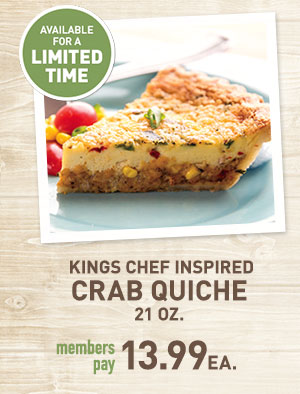 AVAILABLE
FOR A
LIMITED
TIME
KINGS CHEF INSPIRED
CRAB QUICHE
21 OZ.
members
pay 13.99EA.